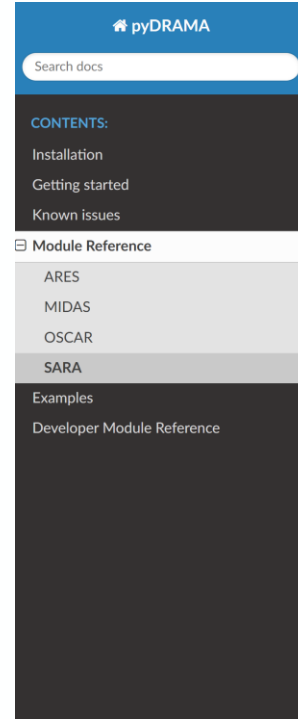 pyDRAMA
Search docs
CONTENTS:
Installation
Getting started
Known issues
Module Reference
ARES
MIDAS
OSCAR
SARA
Examples
Developer Module Reference